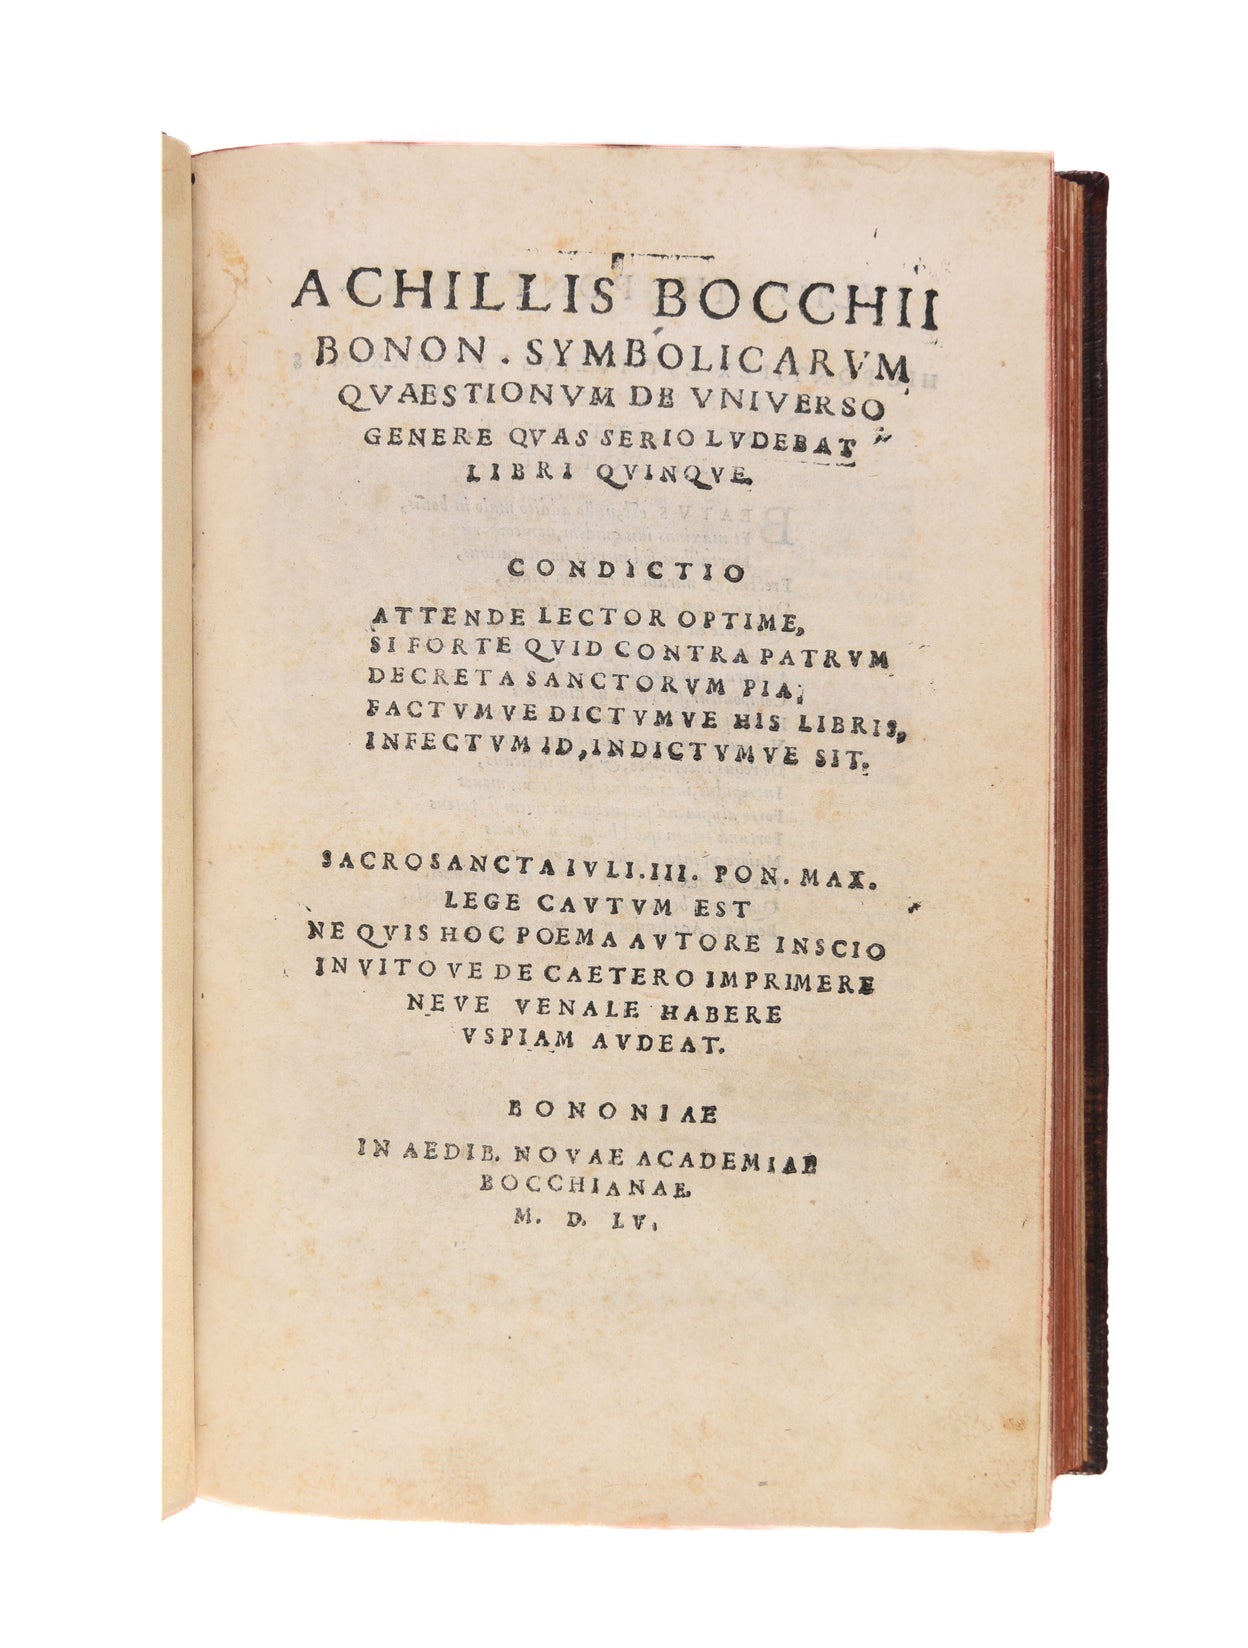 ACHILLIS BOCCHII
BONON. SYMBOLICARVM
QVAESTIONVM DE VNIVERSO
GENERE QVAS SERIO LVDEBAT
LIBRI QVINQVE.
CONDICTIO
ATTENDE LECTOR OPTIME,
SI FORTE QVID CONTRA PATRVM
DECRETA SANCTORVM PIA,
FACTVMVE DICTVMVE HIS LIBRIS,
INFECTVM ID, INDICTVMVE SIT.
SACROSANCTA IVLI. III. PON. MAX.
LEGE CAVTVM EST
NE QVIS HOC POEMA AVTORE INSCIO
INVITOVE DE CAETERO IMPRIMERE
NEVE VENALE HABERE
VSPIAM AVDEAT.
BONONIAE
IN AEDIB. NOVAE ACADEMIAE
BOCCHIANAE.
M. D. LV.